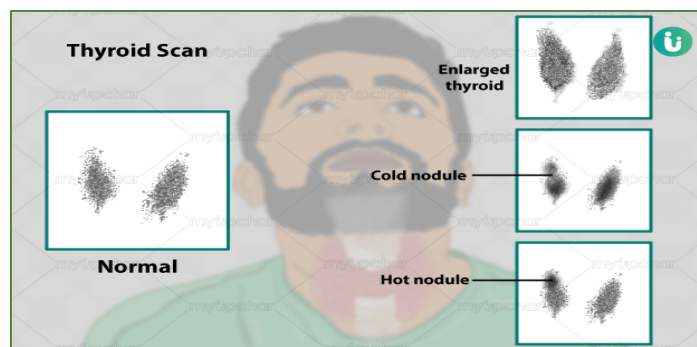 Thyroid Scan
Normal
Enlarged
thyroid
Cold nodule
Hot nodule